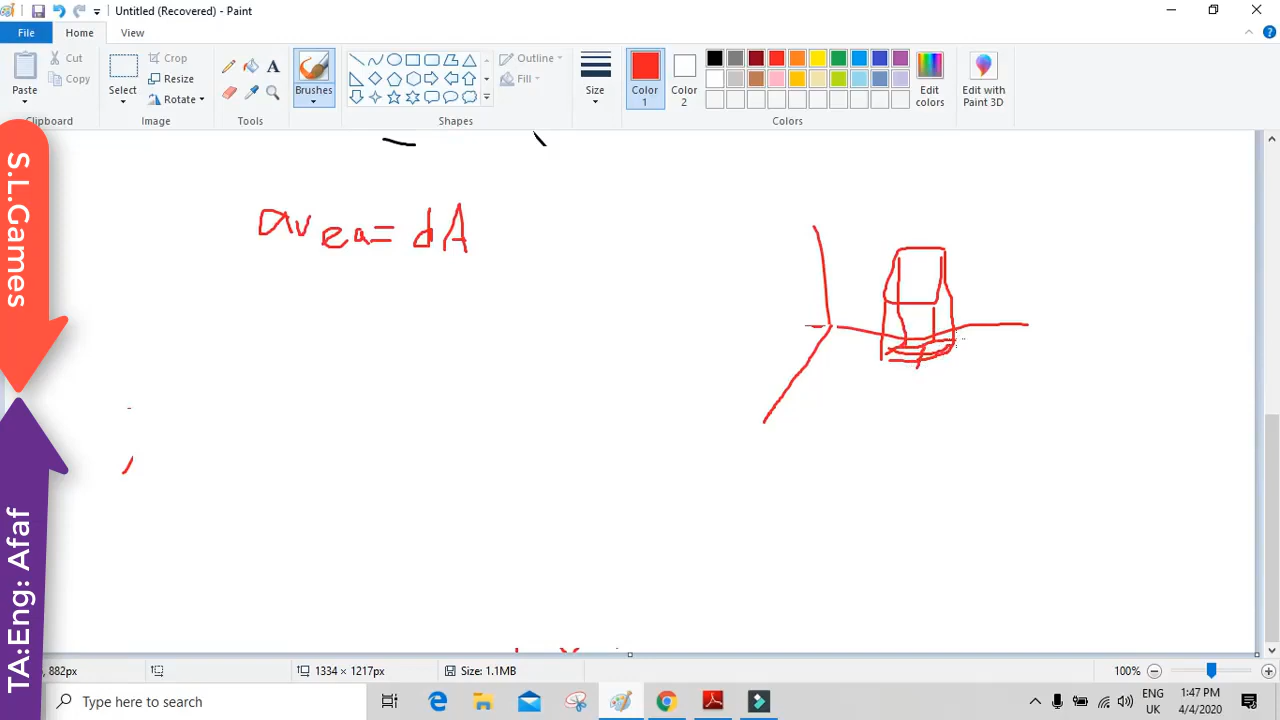 Untitled (Recovered) - Paint
File
Home
View
Paste
Cut
Copy
Clipboard
Select
Crop
Resize
Rotate
Image
A
Tools
Brushes
Outline
Fill
Shapes
Size
Color
1
Color
2
Edit
colors
Edit with
Paint 3D
Colors
area= dA
S.L.Games
TA:Eng: Afaf
, 882px
1334 × 1217px
Size: 1.1MB
100%
Type here to search
ENG
UK
1:47 PM
4/4/2020